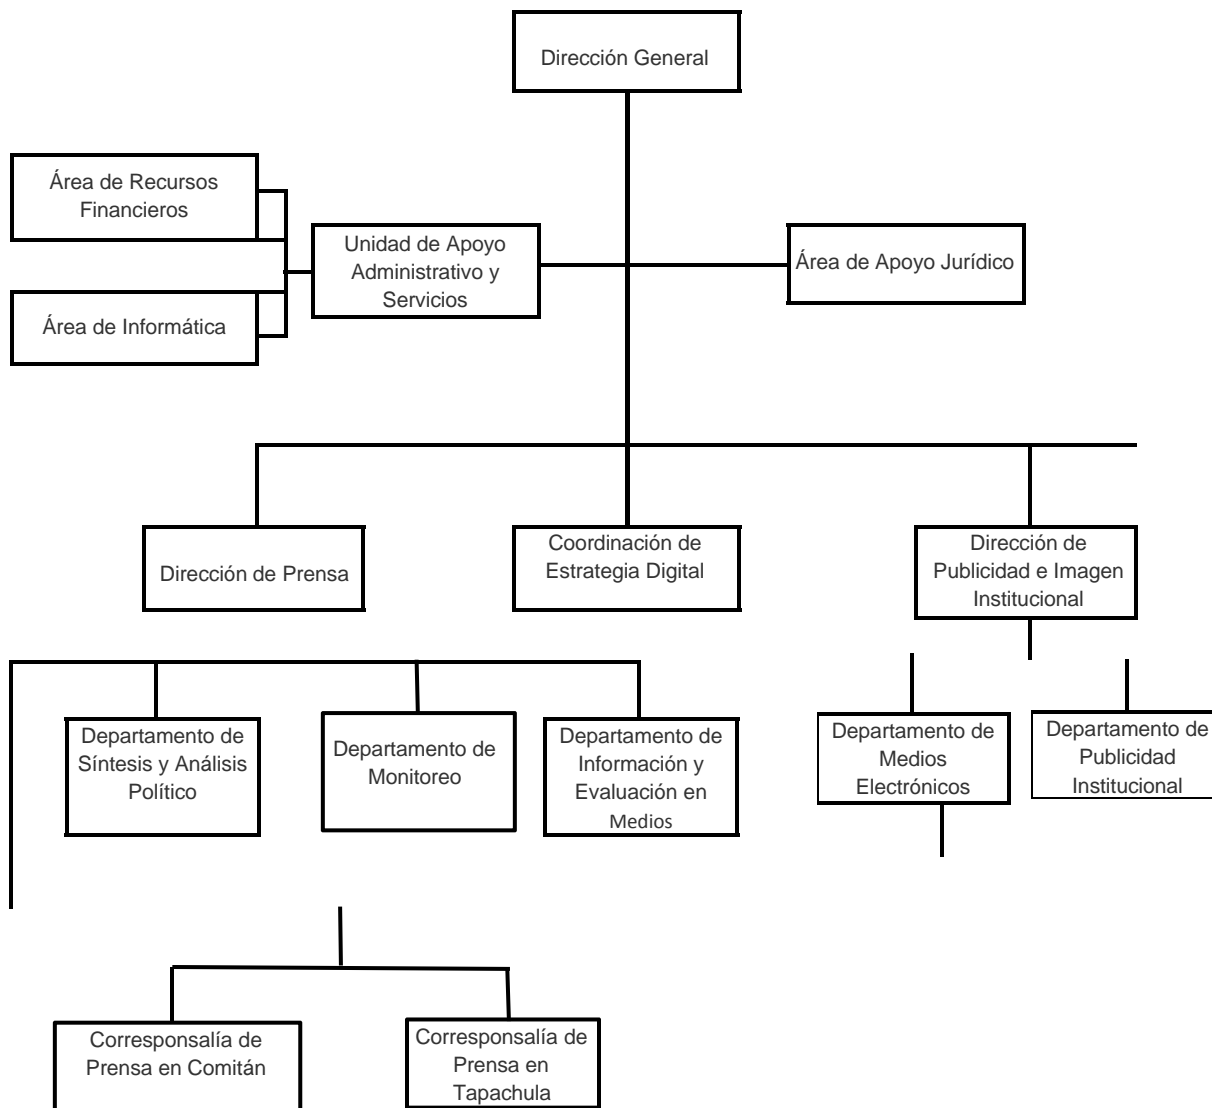 Dirección General
Área de Recursos
Financieros
Unidad de Apoyo
Administrativo y
Servicios
Área de Apoyo Jurídico
Área de Informática
Dirección de Prensa
Coordinación de
Estrategia Digital
Dirección de
Publicidad e Imagen
Institucional
Departamento de
Síntesis y Análisis
Político
Departamento de
Monitoreo
Departamento de
Información y
Evaluación en
Medios
Departamento de
Medios
Electrónicos
Departamento de
Publicidad
Institucional
Corresponsalía de
Prensa en Comitán
Corresponsalía de
Prensa en
Tapachula